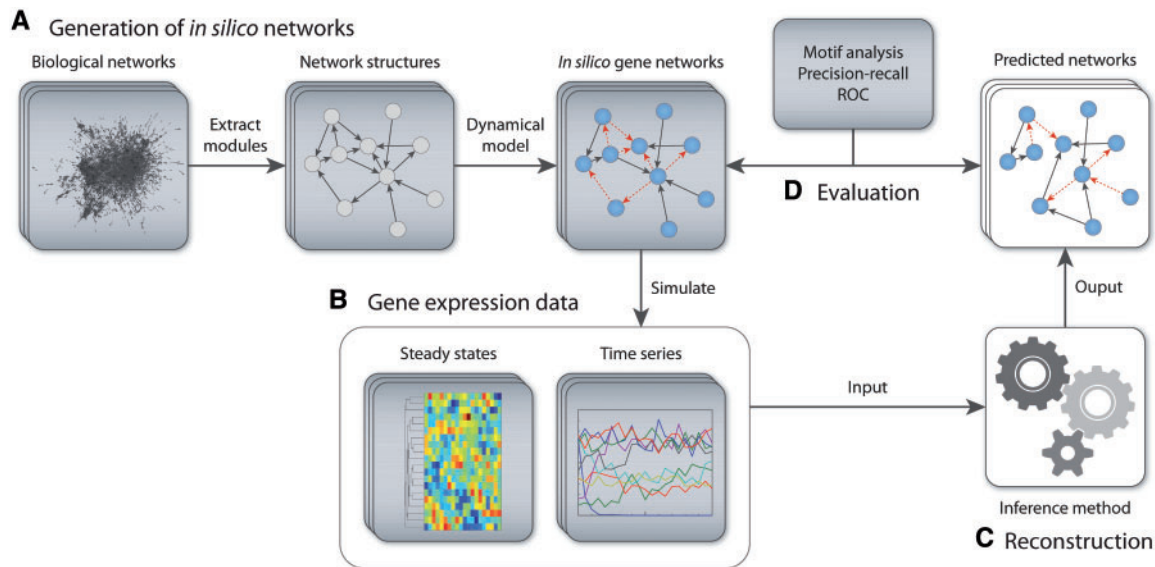 A Generation of in silico networks
Biological networks
Network structures
In silico gene networks
Motif analysis
Precision-recall
ROC
Predicted networks
Extract
modules
Dynamical
model
D Evaluation
Simulate
Ouput
B Gene expression data
Steady states
Time series
Input
Inference method
C Reconstruction